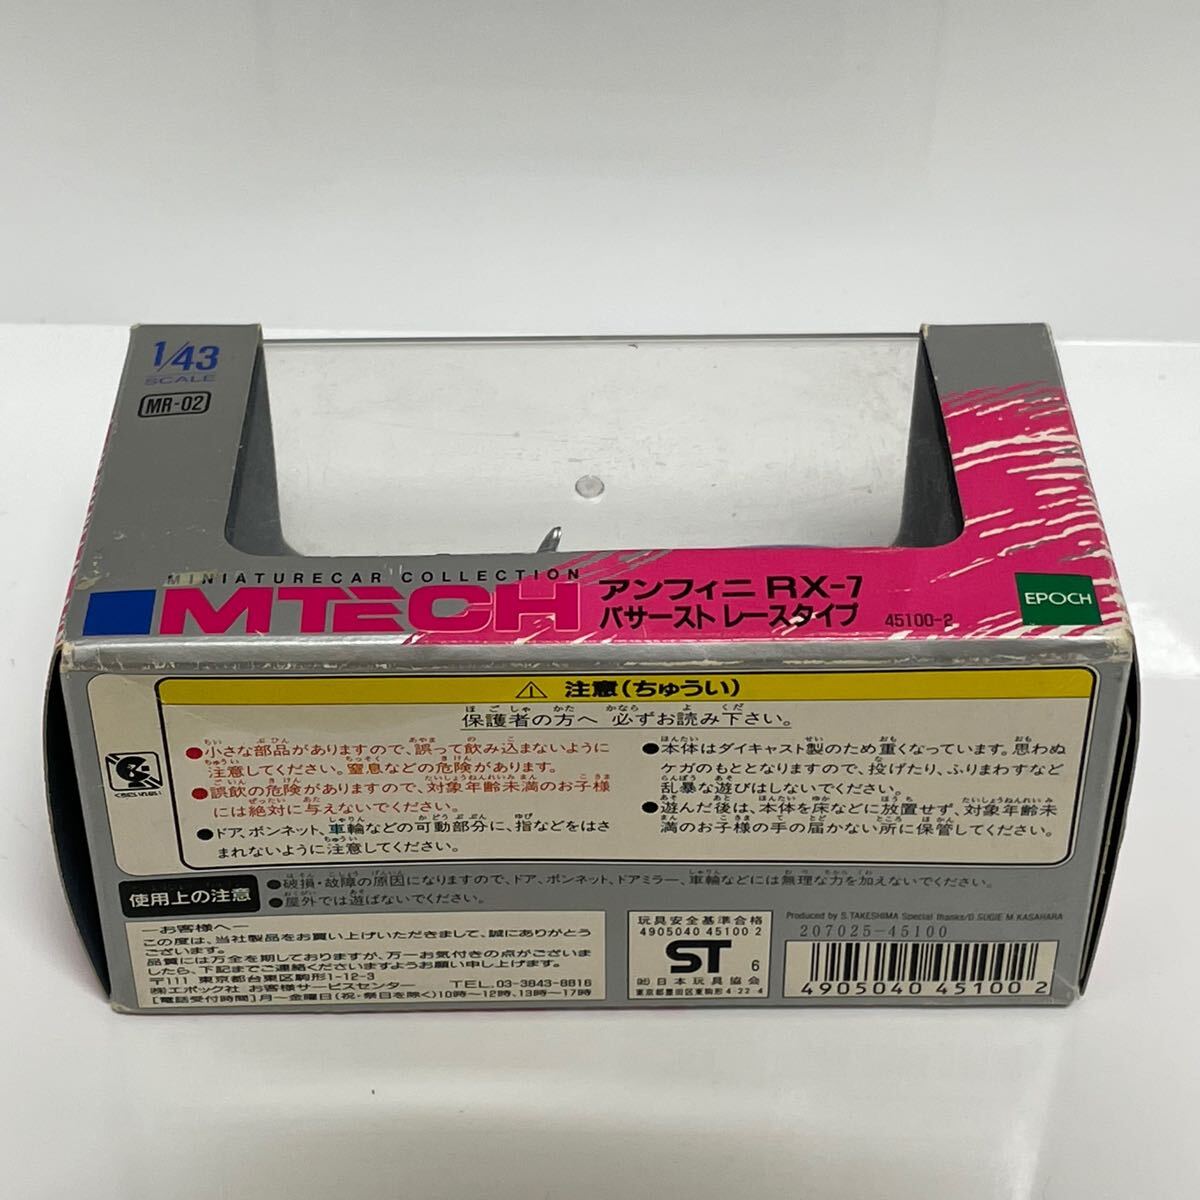 1/43
SCALE
MR-02
MINIATURECAR COLLECTION
MTECH
アンフィニ RX-7
バサースト レースタイプ
45100-2
EPOCH
注意(ちゅうい)
保護者の方へ 必ずお読み下さい。
●小さな部品がありますので、誤って飲み込まないように
注意してください。窒息などの危険があります。
●誤飲の危険がありますので、対象年齢未満のお子様
には絶対に与えないでください。
●ドア、ボンネット、車輪などの可動部分に、指などをはさ
まれないように注意してください。
●本体はダイキャスト製のため重くなっています。思わぬ
ケガのもととなりますので、投げたり、ふりまわすなど
乱暴な遊びはしないでください。
●遊んだ後は、本体を床などに放置せず、対象年齢未
満のお子様の手の届かない所に保管してください。
使用上の注意
●破損・故障の原因になりますので、ドア、ボンネット、ドアミラー、車輪などには無理な力を加えないでください。
●屋外では遊ばないでください。
—お客様へ—
この度は、当社製品をお買い上げいただきまして、誠にありがとう
ございます。
品質には万全を期しておりますが、万一お気付きの点がございま
したら、下記までご連絡くださいますようお願い申し上げます。
〒111 東京都台東区駒形1-12-3
㈱エポック社 お客様サービスセンター TEL.03-3843-8816
[電話受付時間]月〜金曜日(祝・祭日を除く)10時〜12時、13時〜17時
玩具安全基準合格
4905040 45100 2
ST
6
㈳日本玩具協会
Produced by S.TAKESHIMA Special thanks/D.SUGIE M.KASAHARA
207025-45100
4905040 451002